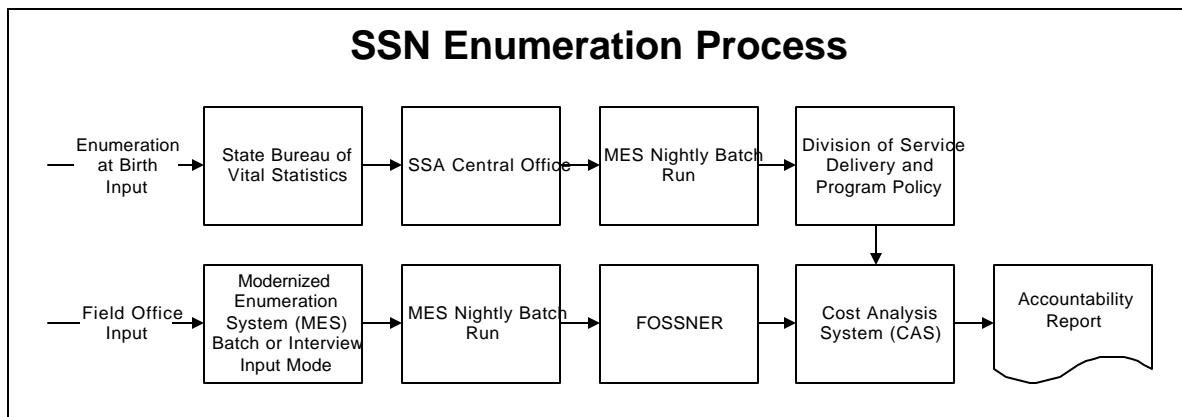 SSN Enumeration Process
Enumeration
at Birth
Input
State Bureau of
Vital Statistics
SSA Central Office
MES Nightly Batch
Run
Division of Service
Delivery and
Program Policy
Field Office
Input
Modernized
Enumeration
System (MES)
Batch or Interview
Input Mode
MES Nightly Batch
Run
FOSSNER
Cost Analysis
System (CAS)
Accountability
Report